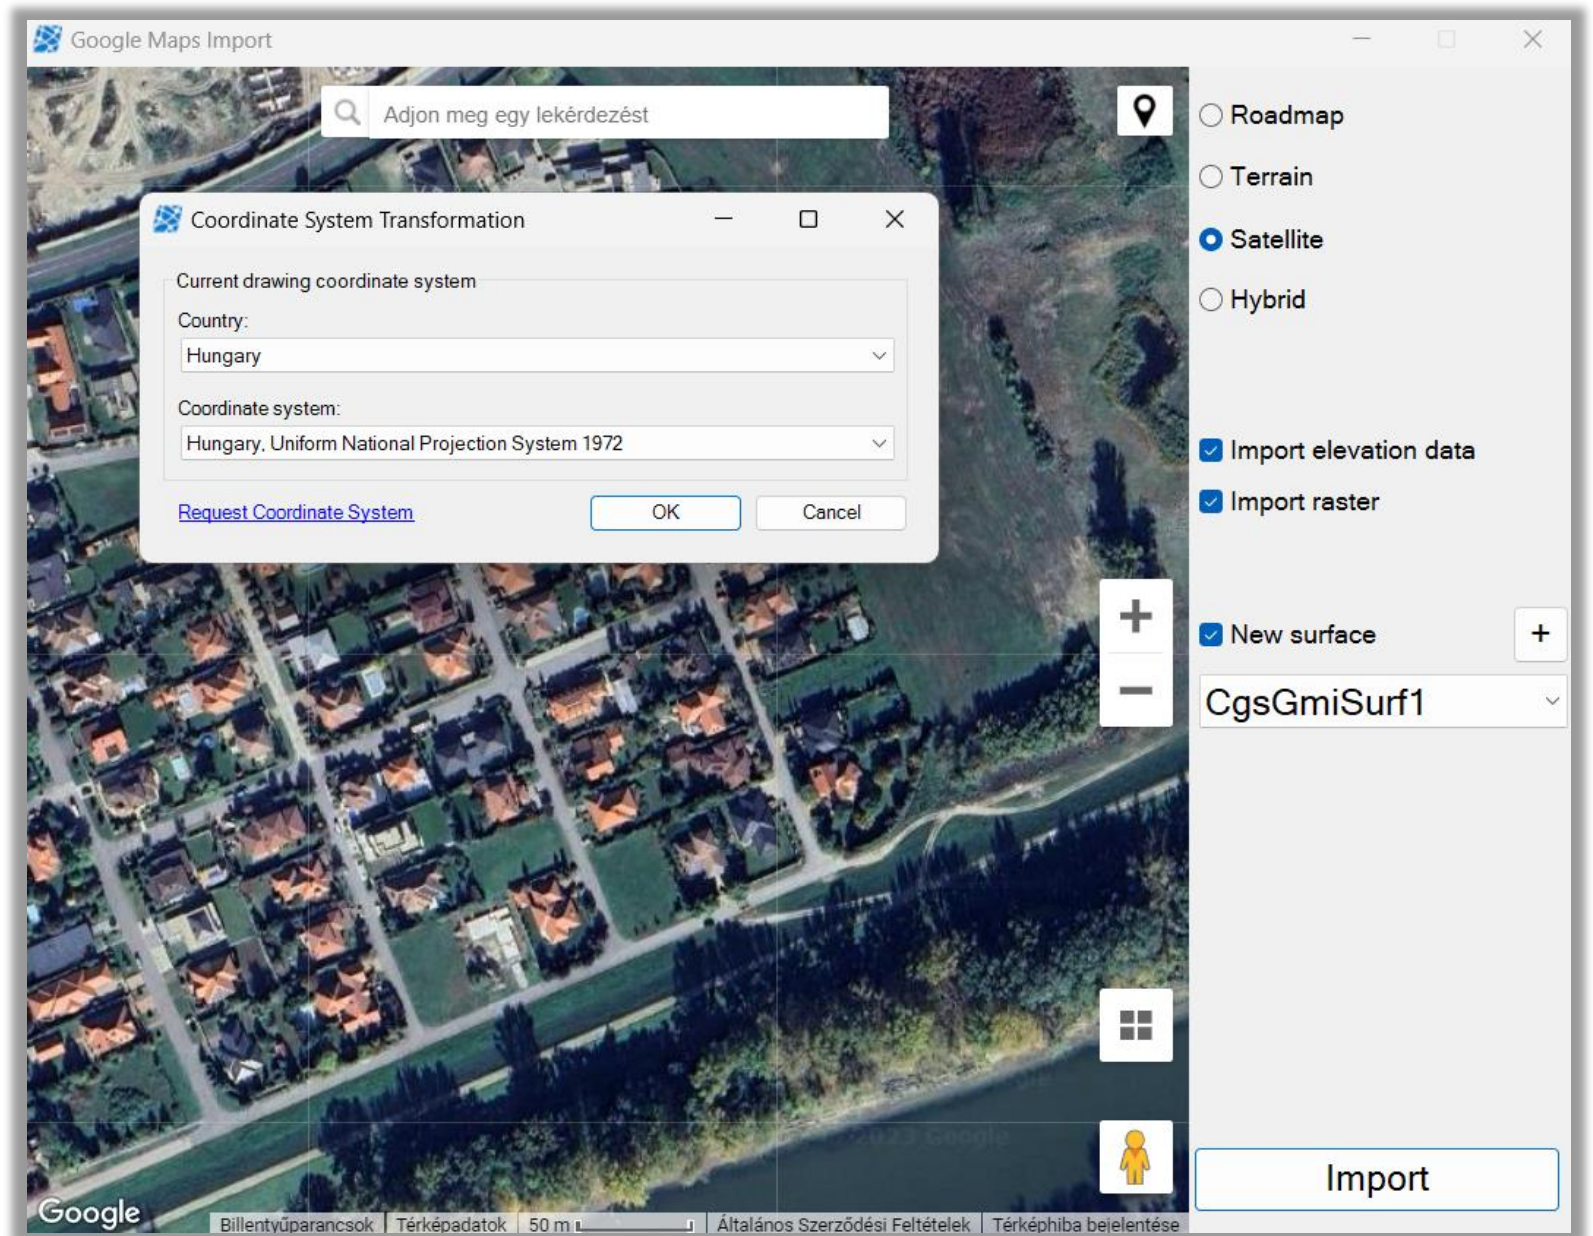 Google Maps Import
Adjon meg egy lekérdezést
Roadmap
Terrain
Satellite
Hybrid
Coordinate System Transformation
Current drawing coordinate system
Country:
Hungary
Coordinate system:
Hungary, Uniform National Projection System 1972
Request Coordinate System
OK
Cancel
Import elevation data
Import raster
New surface
+
CgsGmiSurf1
2023 Google
Import
Google
Billentyűparancsok
Térképadatok
50 m
Általános Szerződési Feltételek
Térképhiba bejelentése